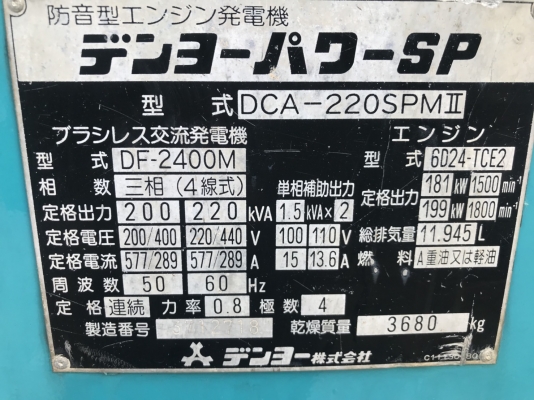 防音型エンジン発電機
デンヨーパワーSP
型 式 DCA-220SPMⅡ
ブラシレス交流発電機 エンジン
型 式 DF-2400M 型 式 6D24-TCE2
相 数 三相(4線式) 単相補助出力 定格出力 181 kW 1500 min⁻¹
定格出力 200 220 kVA 1.5 kVA×2 199 kW 1800 min⁻¹
定格電圧 200/400 220/440 V 100 110 V 総排気量 11.945 L
定格電流 577/289 577/289 A 15 13.6 A 燃 料 A重油又は軽油
周波数 50 60 Hz
定格 連続 力率 0.8 極数 4
製造番号 乾燥質量 3680 kg
デンヨー株式会社